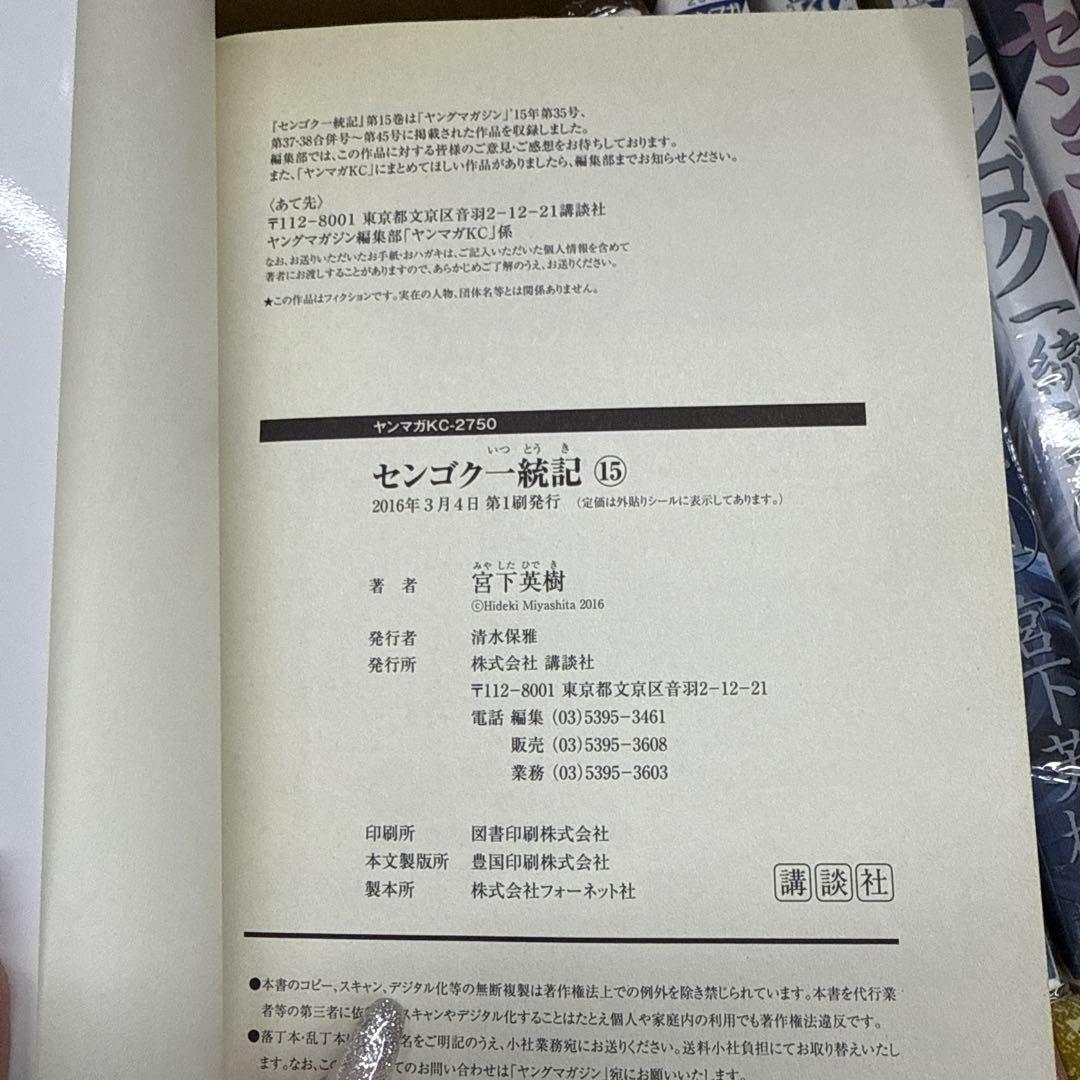 『センゴク一統記』第15巻は「ヤングマガジン」'15年第35号、
第37・38合併号〜第45号に掲載された作品を収録しました。
編集部では、この作品に対する皆様のご意見・ご感想をお待ちしております。
また、「ヤンマガKC」にまとめてほしい作品がありましたら、編集部までお知らせください。
〈あて先〉
〒112-8001 東京都文京区音羽2-12-21講談社
ヤングマガジン編集部「ヤンマガKC」係
なお、お送りいただいたお手紙・おハガキは、ご記入いただいた個人情報を含めて
著者にお渡しすることがありますので、あらかじめご了解のうえ、お送りください。
★この作品はフィクションです。実在の人物、団体名等とは関係ありません。
ヤンマガKC-2750
いつ とう き
センゴク一統記 ⑮
2016年3月4日 第1刷発行 (定価は外貼りシールに表示してあります。)
みや した ひで き
著者 宮下英樹
©Hideki Miyashita 2016
発行者 清水保雅
発行所 株式会社 講談社
〒112-8001 東京都文京区音羽2-12-21
電話 編集 (03)5395-3461
販売 (03)5395-3608
業務 (03)5395-3603
印刷所 図書印刷株式会社
本文製版所 豊国印刷株式会社
製本所 株式会社フォーネット社
講談社
●本書のコピー、スキャン、デジタル化等の無断複製は著作権法上での例外を除き禁じられています。本書を代行業
者等の第三者に依 スキャンやデジタル化することはたとえ個人や家庭内の利用でも著作権法違反です。
●落丁本・乱丁本 名をご明記のうえ、小社業務宛にお送りください。送料小社負担にてお取り替えいたし
ます。なお、こ てのお問い合わせは「ヤングマガジン」宛にお願いいたします。
センゴク一統
宮下英樹
セン